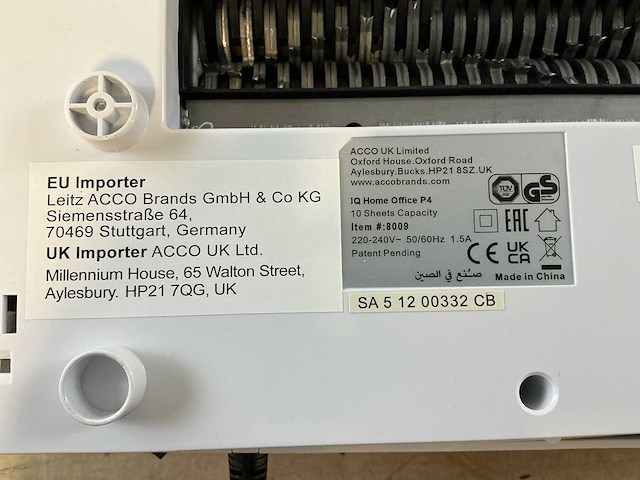 EU Importer
Leitz ACCO Brands GmbH & Co KG
Siemensstraße 64,
70469 Stuttgart, Germany
UK Importer ACCO UK Ltd.
Millennium House, 65 Walton Street,
Aylesbury. HP21 7QG, UK
ACCO UK Limited
Oxford House.Oxford Road
Aylesbury.Bucks.HP21 8SZ.UK
www.accobrands.com
IQ Home Office P4
10 Sheets Capacity
Item #:8009
220-240V~ 50/60Hz 1.5A
Patent Pending
TÜV
GS
EAC
CE UK CA
صنع في الصين
Made in China
SA 5 12 00332 CB